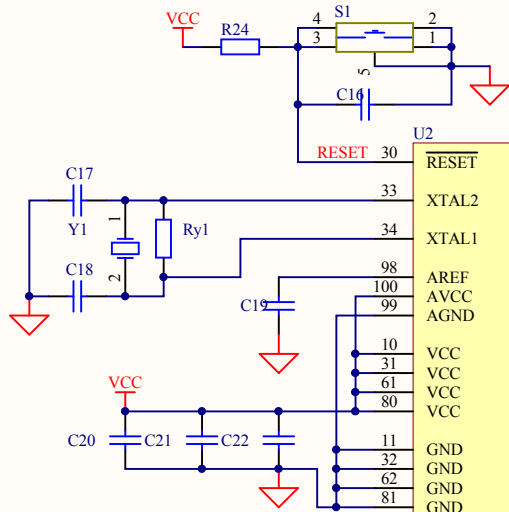 VCC
R24
S1
4 2
3 1
5
C16
U2
RESET 30 RESET
C17
33 XTAL2
Y1 1 Ry1
34 XTAL1
C18 2
98 AREF
100 AVCC
C19 99 AGND
10 VCC
31 VCC
VCC 61 VCC
80 VCC
C20 C21 C22
11 GND
32 GND
62 GND
81 GND